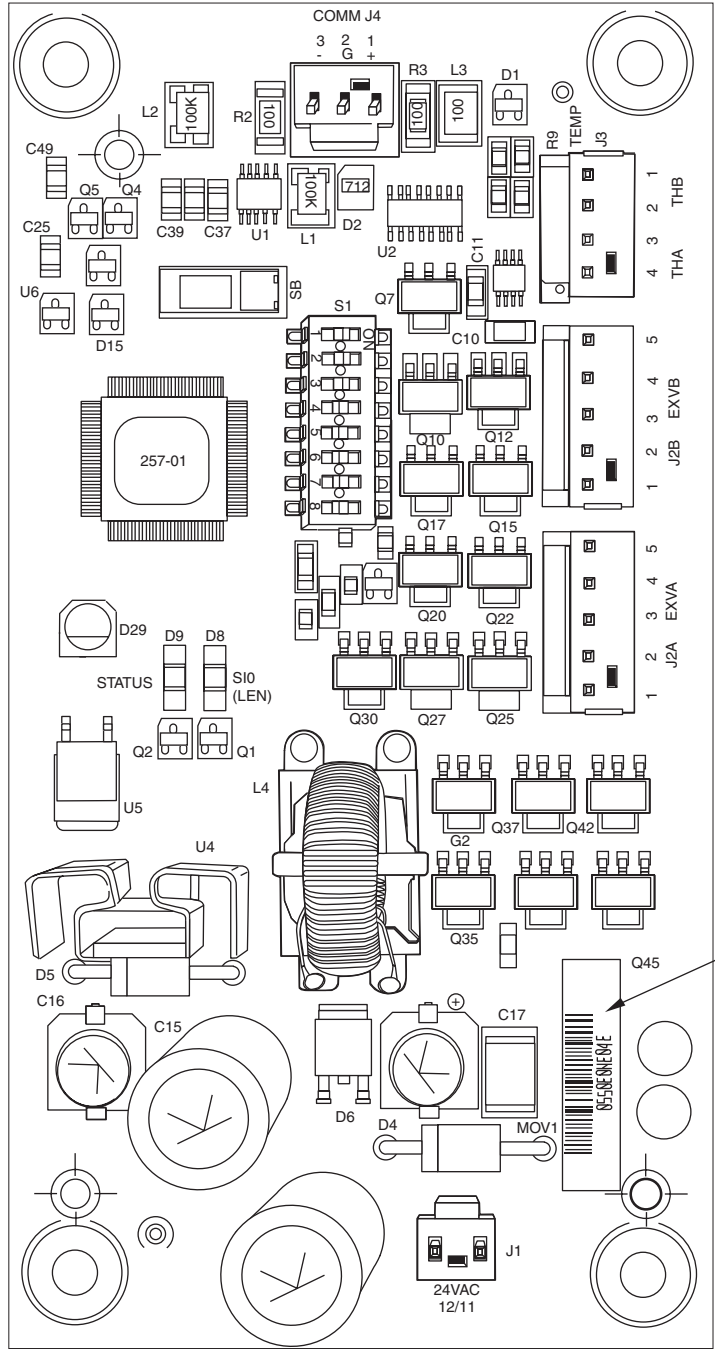 COMM J4
3 2 1
- G +
R3 L3 D1
L2 100K
R2 100
100
100
R9
TEMP
J3
C49
Q5 Q4
C39 C37 U1
100K
L1
712
D2
U2
1
2
3
4
THB
THA
C25
U6
D15
SB
S1
Q7
C11
C10
ON
1
2
3
4
5
6
7
8
5
4
3
2
1
EXVB
J2B
257-01
Q10 Q12
Q17 Q15
Q20 Q22
5
4
3
2
1
EXVA
J2A
D29
D9 D8
STATUS
SI0
(LEN)
Q30 Q27 Q25
Q2 Q1
U5
L4
G2 Q37 Q42
U4
Q35
D5
Q45
C16
C15
C17
0550E0NE04E
D6
D4
MOV1
J1
24VAC
12/11